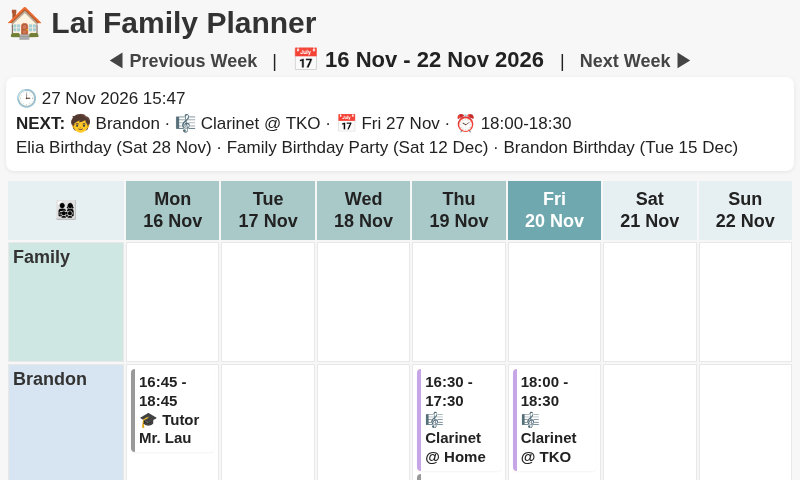 🏠 Lai Family Planner
◀ Previous Week | 📅 16 Nov - 22 Nov 2026 | Next Week ▶
🕒 27 Nov 2026 15:47
NEXT: 🧒 Brandon · 🎼 Clarinet @ TKO · 📅 Fri 27 Nov · ⏰ 18:00-18:30
Elia Birthday (Sat 28 Nov) · Family Birthday Party (Sat 12 Dec) · Brandon Birthday (Tue 15 Dec)
Mon
16 Nov
Tue
17 Nov
Wed
18 Nov
Thu
19 Nov
Fri
20 Nov
Sat
21 Nov
Sun
22 Nov
Family
Brandon
16:45 -
18:45
🎓 Tutor
Mr. Lau
16:30 -
17:30
🎼
Clarinet
@ Home
18:00 -
18:30
🎼
Clarinet
@ TKO